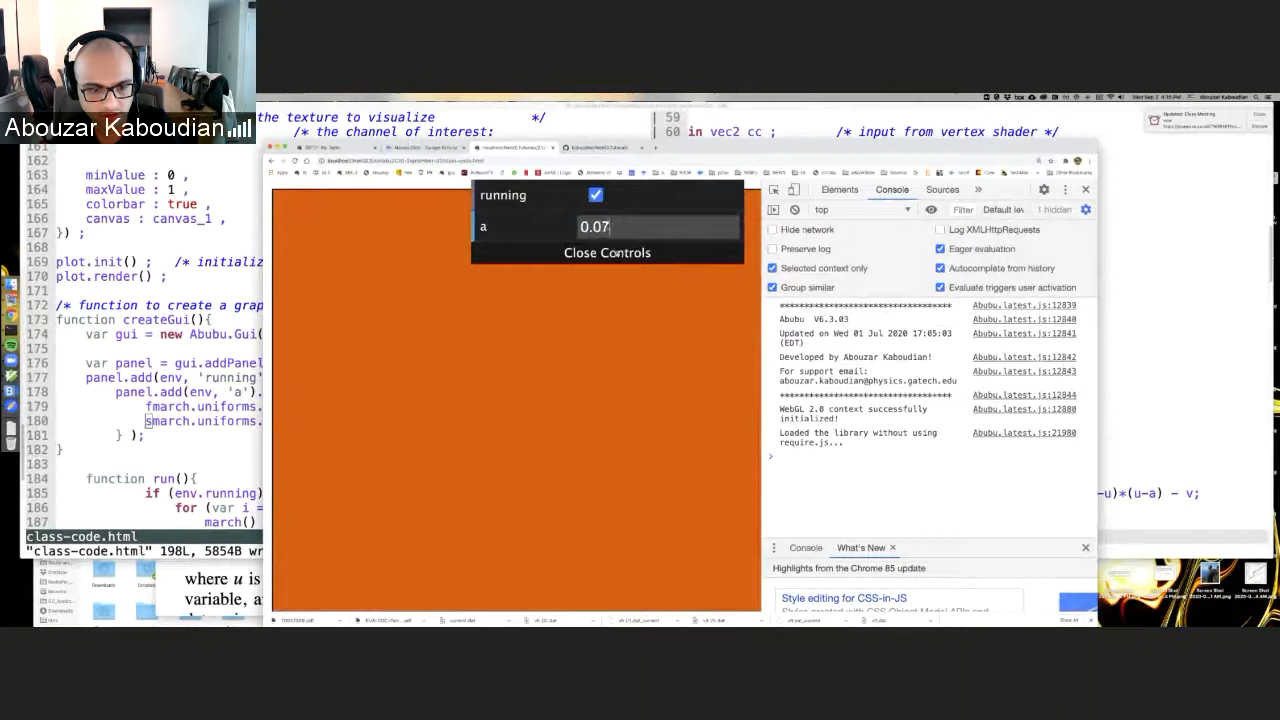 Abouzar Kaboudian
the texture to visualize */
/* the channel of interest:
59
60 in vec2 cc ; /* input from vertex shader */
161
162
163 minValue : 0 ,
164 maxValue : 1 ,
165 colorbar : true ,
166 canvas : canvas_1 ,
167 }) ;
168
169 plot.init() ; /* initializ
170 plot.render() ;
171
172 /* function to create a grap
173 function createGui(){
174 var gui = new Abubu.Gui(
175
176 var panel = gui.addPanel
177 panel.add(env, 'running'
178 panel.add(env, 'a').
179 fmarch.uniforms.
180 smarch.uniforms.
181 } );
182 }
183
184 function run(){
185 if (env.running)
186 for (var i =
187 march()
-u)*(u-a) - v;
class-code.html
"class-code.html" 198L, 5854B wr
where u is
variable, a
running
a 0.07
Close Controls
Elements Console Sources »
top
Filter Default lev
1 hidden
Hide network
Log XMLHttpRequests
Preserve log
Eager evaluation
Selected context only
Autocomplete from history
Group similar
Evaluate triggers user activation
*********************************** Abubu.latest.js:12839
Abubu V6.3.03 Abubu.latest.js:12840
Updated on Wed 01 Jul 2020 17:05:03 Abubu.latest.js:12841
(EDT)
Developed by Abouzar Kaboudian! Abubu.latest.js:12842
For support email: Abubu.latest.js:12843
abouzar.kaboudian@physics.gatech.edu
*********************************** Abubu.latest.js:12844
WebGL 2.0 context successfully Abubu.latest.js:12880
initialized!
Loaded the library without using Abubu.latest.js:21980
require.js...
Console What's New
Highlights from the Chrome 85 update
Style editing for CSS-in-JS